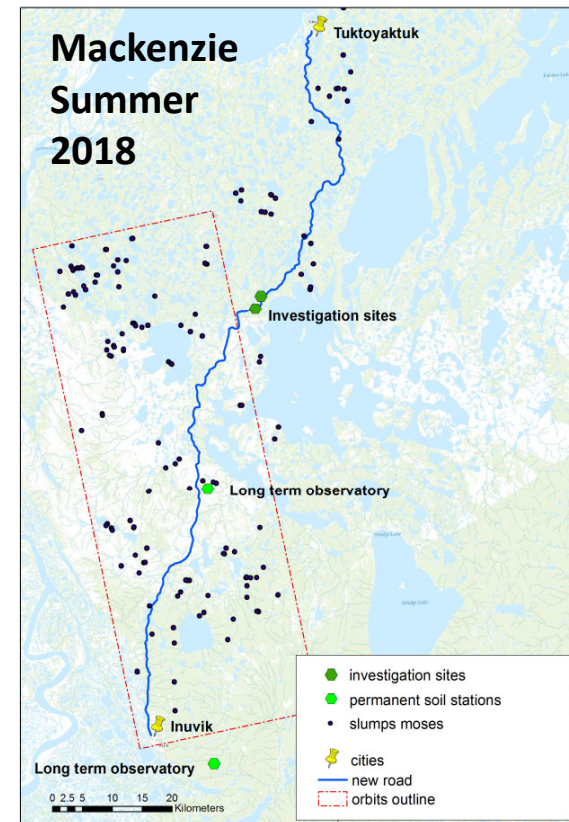 Mackenzie
Summer
2018
Tuktoyaktuk
Investigation sites
Long term observatory
Inuvik
Long term observatory
0 2.5 5 10 15 20
Kilometers
investigation sites
permanent soil stations
slumps moses
cities
new road
orbits outline